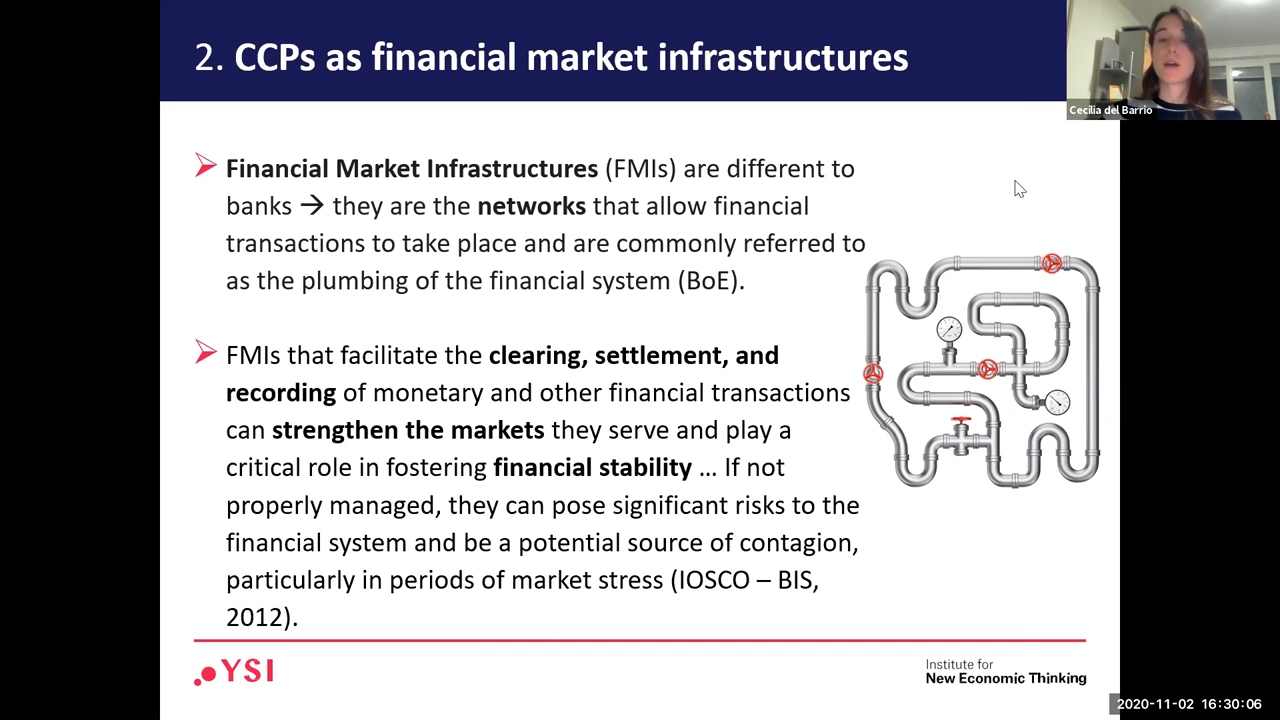 2. CCPs as financial market infrastructures
Cecilia del Barrio
Financial Market Infrastructures (FMIs) are different to
banks → they are the networks that allow financial
transactions to take place and are commonly referred to
as the plumbing of the financial system (BoE).
FMIs that facilitate the clearing, settlement, and
recording of monetary and other financial transactions
can strengthen the markets they serve and play a
critical role in fostering financial stability … If not
properly managed, they can pose significant risks to the
financial system and be a potential source of contagion,
particularly in periods of market stress (IOSCO – BIS,
2012).
YSI
Institute for
New Economic Thinking
2020-11-02 16:30:06